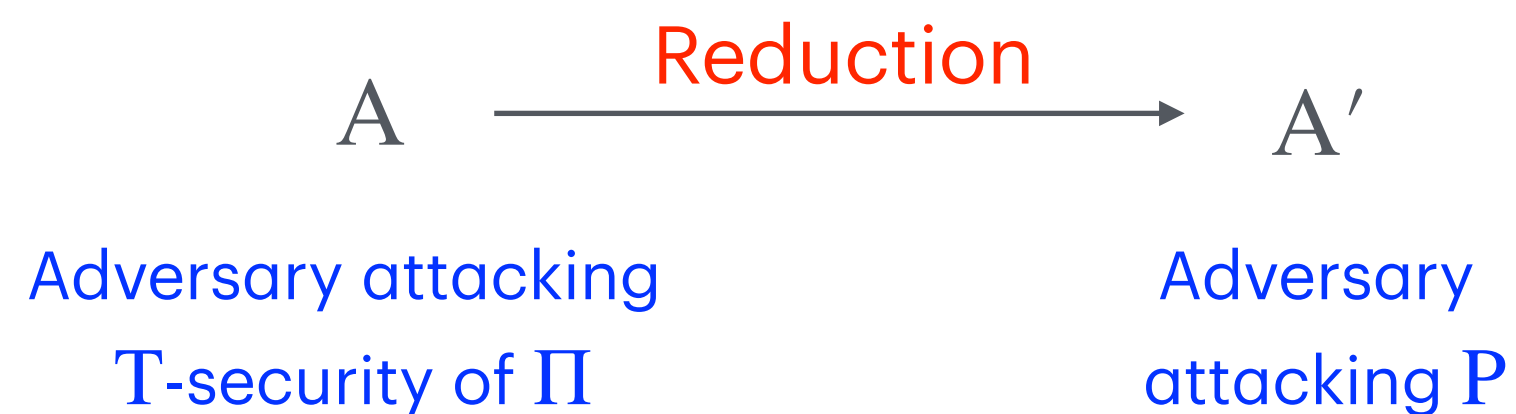 Reduction
A A′
Adversary attacking Adversary
T-security of Π attacking P